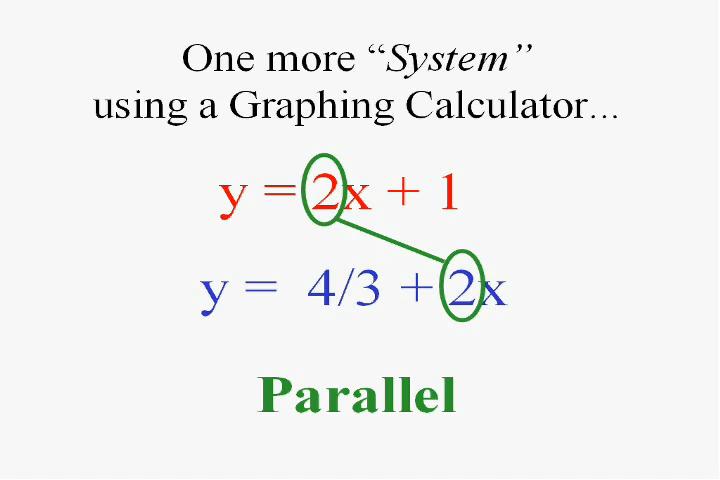 One more “System”
using a Graphing Calculator...
y = 2x + 1
y = 4/3 + 2x
Parallel